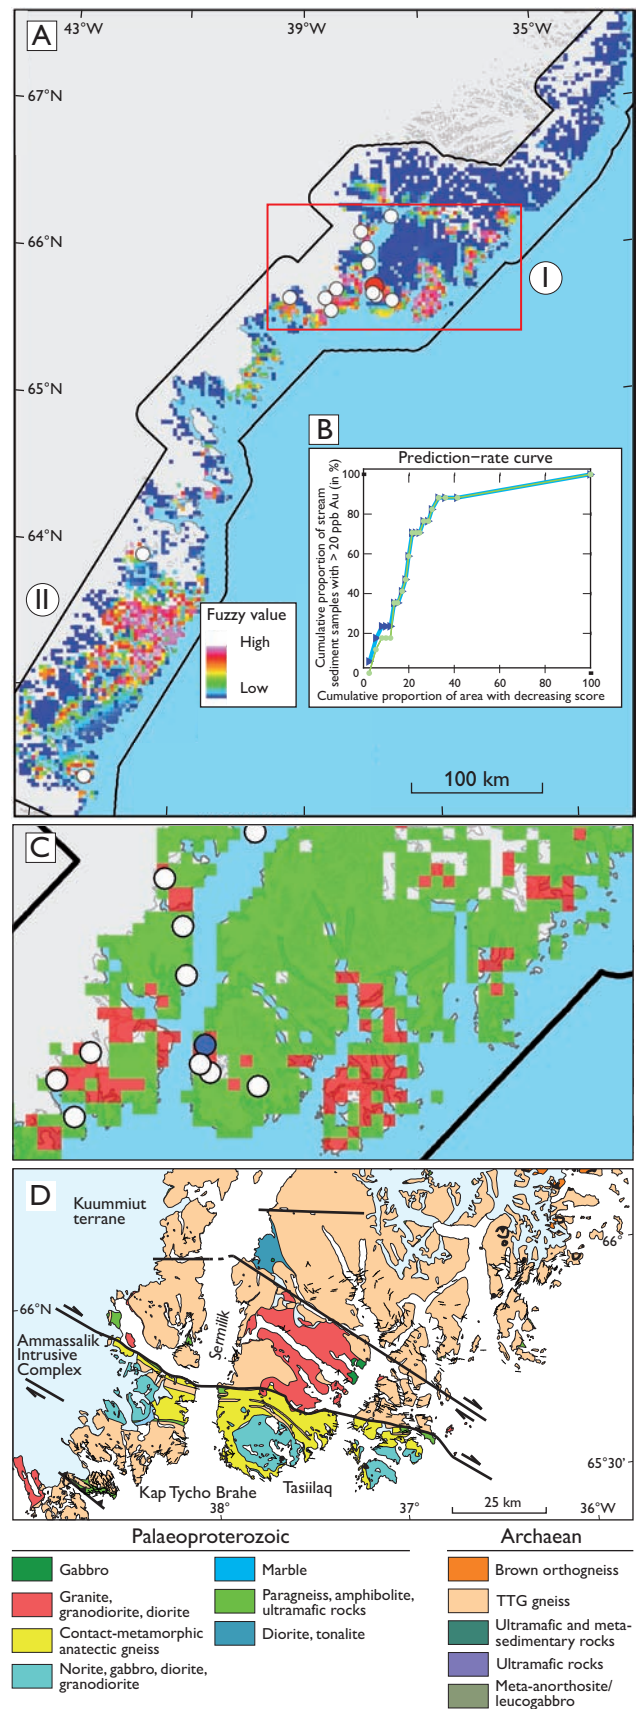 A
43°W
39°W
35°W
67°N
66°N
65°N
64°N
I
II
B
Prediction–rate curve
Cumulative proportion of stream
sediment samples with > 20 ppb Au (in %)
100
80
60
40
20
0
0
20
40
60
80
100
Cumulative proportion of area with decreasing score
Fuzzy value
High
Low
100 km
C
D
Kuummiut
terrane
66°
66°N
Sermilik
Ammassalik
Intrusive
Complex
65°30'
Kap Tycho Brahe
Tasiilaq
38°
37°
25 km
36°W
Palaeoproterozoic
Archaean
Gabbro
Granite,
granodiorite, diorite
Contact-metamorphic
anatectic gneiss
Norite, gabbro, diorite,
granodiorite
Marble
Paragneiss, amphibolite,
ultramafic rocks
Diorite, tonalite
Brown orthogneiss
TTG gneiss
Ultramafic and meta-
sedimentary rocks
Ultramafic rocks
Meta-anorthosite/
leucogabbro